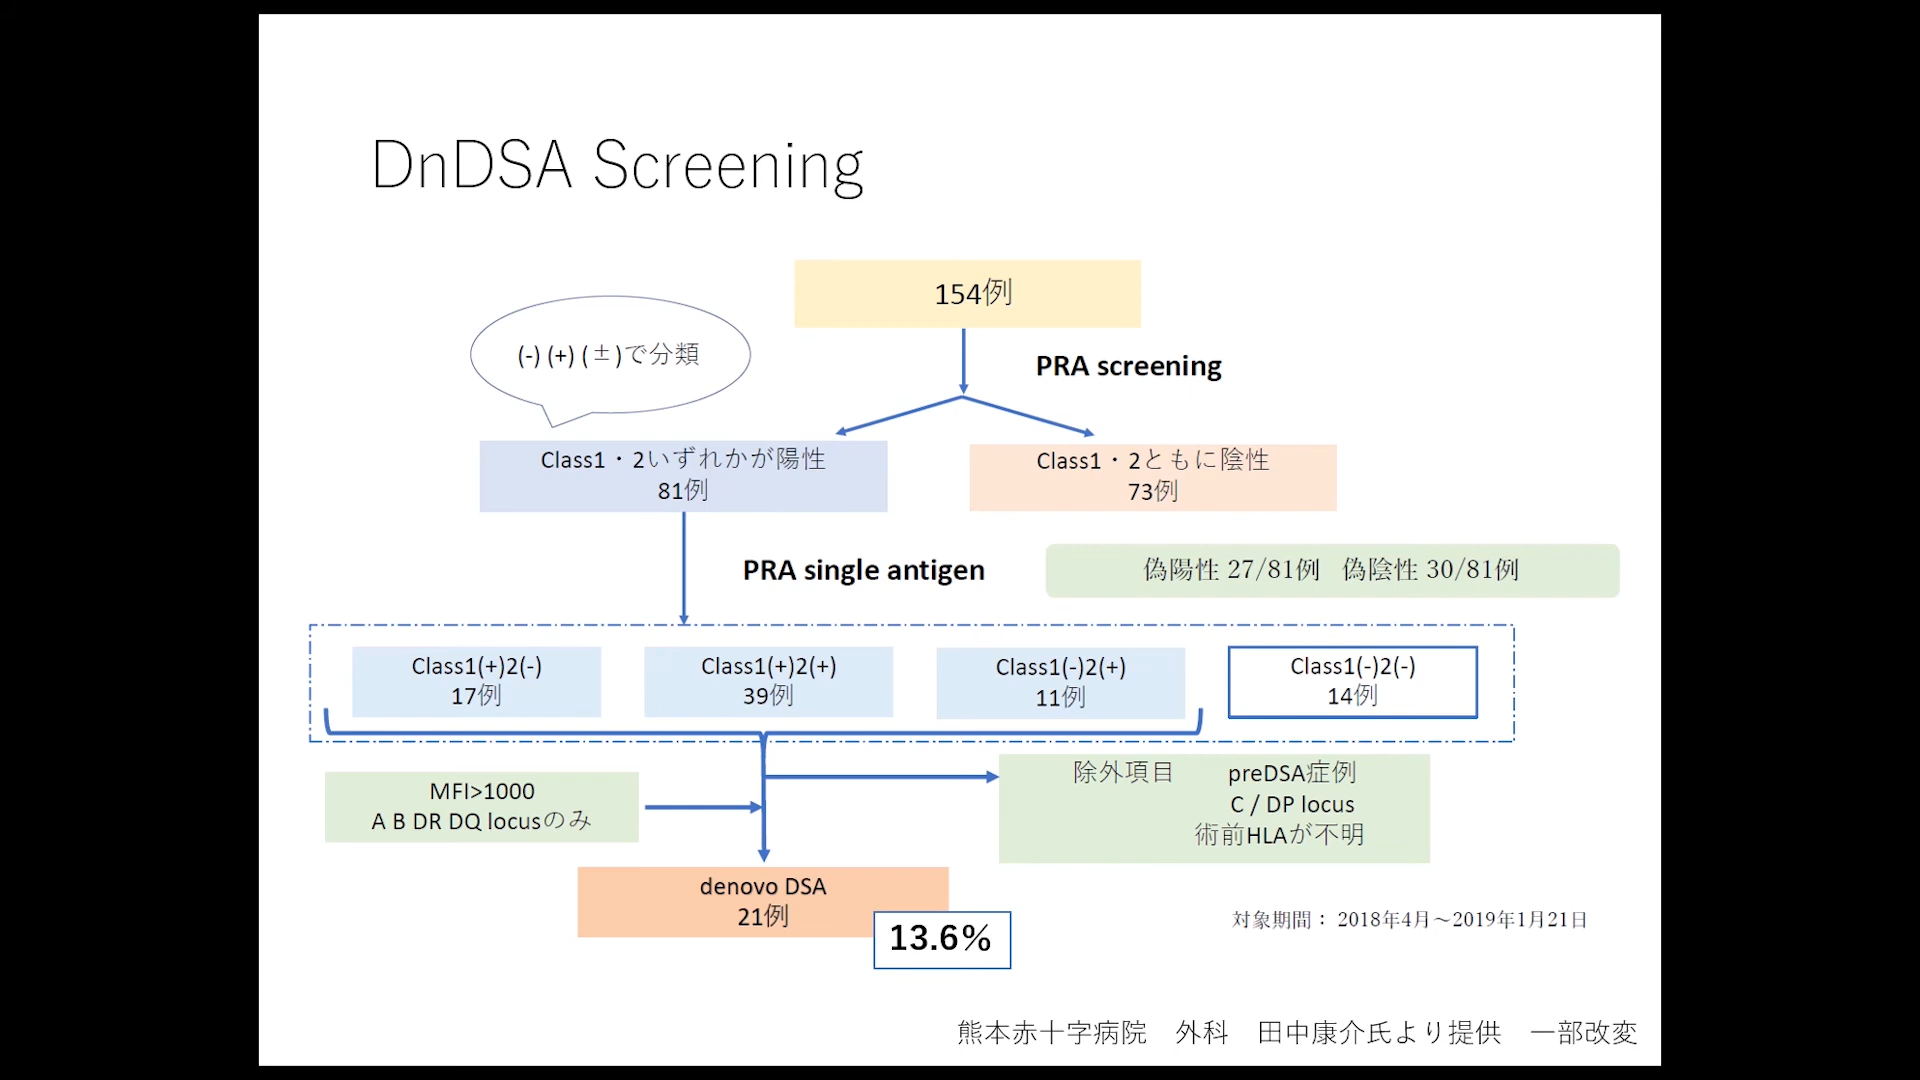 DnDSA Screening
154例
(-) (+) (±)で分類
PRA screening
Class1・2いずれかが陽性
81例
Class1・2ともに陰性
73例
PRA single antigen
偽陽性 27/81例 偽陰性 30/81例
Class1(+)2(-)
17例
Class1(+)2(+)
39例
Class1(-)2(+)
11例
Class1(-)2(-)
14例
MFI>1000
A B DR DQ locusのみ
除外項目 preDSA症例
C / DP locus
術前HLAが不明
denovo DSA
21例
13.6%
対象期間： 2018年4月～2019年1月21日
熊本赤十字病院 外科 田中康介氏より提供 一部改変